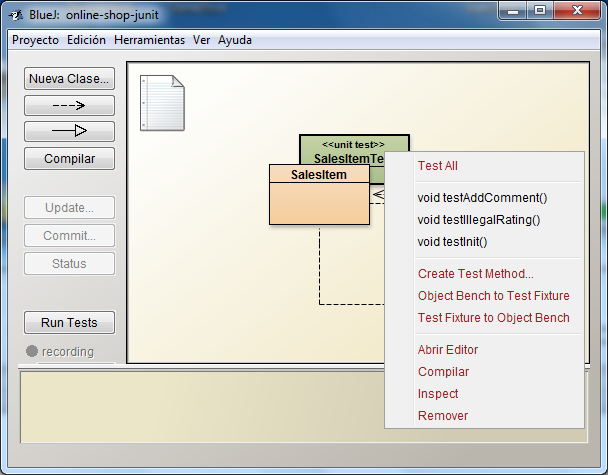 BlueJ: online-shop-junit
Proyecto Edición Herramientas Ver Ayuda
Nueva Clase...
Compilar
Update...
Commit...
Status
Run Tests
recording
<<unit test>>
SalesItemTe
SalesItem
Test All
void testAddComment()
void testIllegalRating()
void testInit()
Create Test Method...
Object Bench to Test Fixture
Test Fixture to Object Bench
Abrir Editor
Compilar
Inspect
Remover